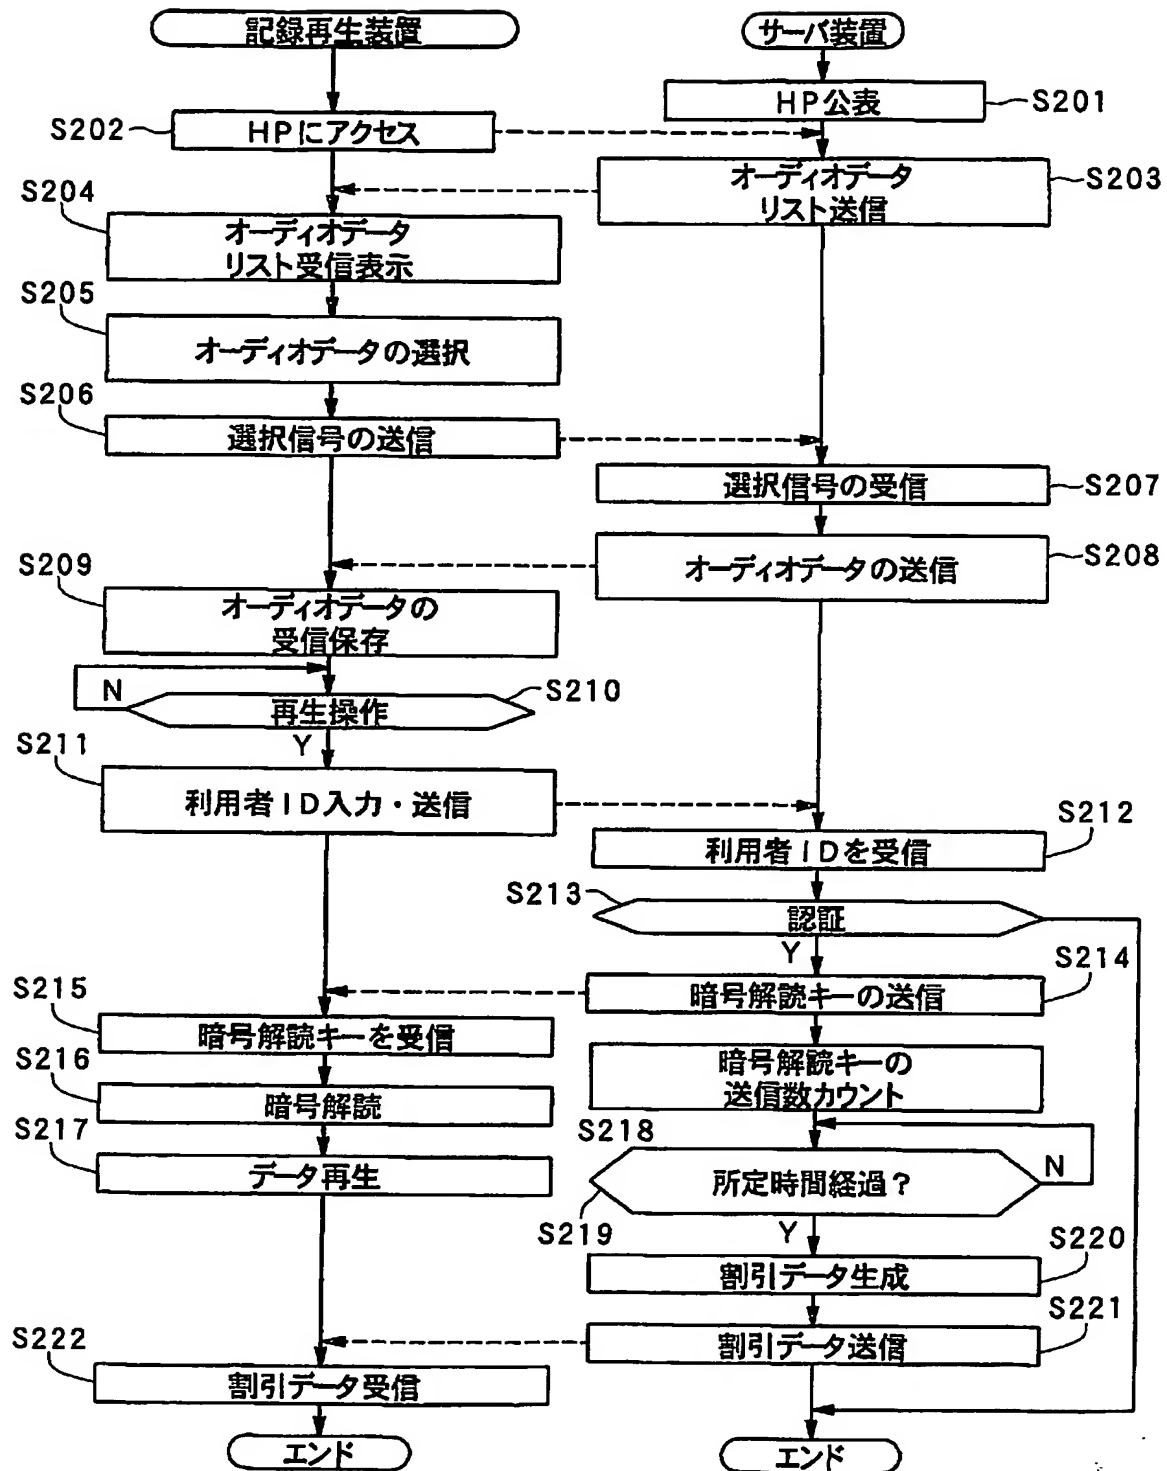 記録再生装置
サーバ装置
HP公表
S201
S202
HPにアクセス
オーディオデータ
リスト送信
S203
S204
オーディオデータ
リスト受信表示
S205
オーディオデータの選択
S206
選択信号の送信
選択信号の受信
S207
オーディオデータの送信
S208
S209
オーディオデータの
受信保存
N
再生操作
S210
Y
S211
利用者ID入力・送信
S212
利用者IDを受信
S213
認証
Y
S214
暗号解読キーの送信
S215
暗号解読キーを受信
暗号解読キーの
送信数カウント
S216
暗号解読
S218
S217
データ再生
所定時間経過?
N
S219
Y
S220
割引データ生成
S221
割引データ送信
S222
割引データ受信
エンド
エンド